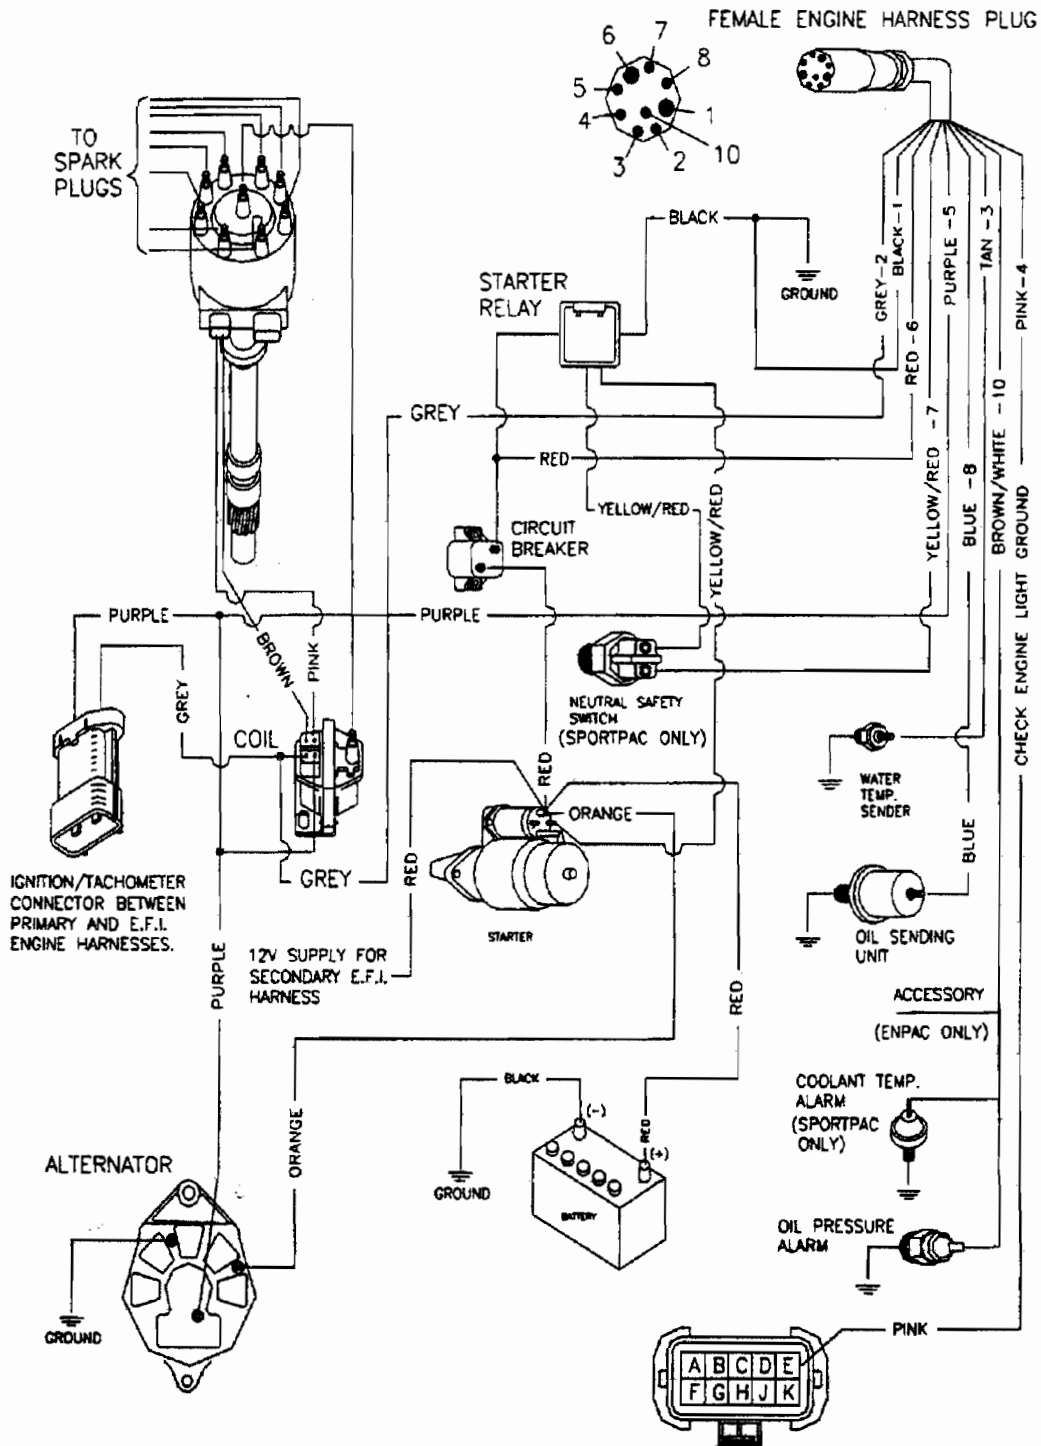 FEMALE ENGINE HARNESS PLUG
6
7
8
5
4
1
3
2
10
TO
SPARK
PLUGS
BLACK
GROUND
STARTER
RELAY
GREY-2
BLACK-1
RED-6
YELLOW/RED -7
PURPLE -5
BLUE -8
TAN -3
BROWN/WHITE -10
PINK-4
CHECK ENGINE LIGHT GROUND
GREY
RED
YELLOW/RED
YELLOW/RED
CIRCUIT
BREAKER
PURPLE
PURPLE
BROWN
PINK
GREY
COIL
NEUTRAL SAFETY
SWITCH
(SPORTPAC ONLY)
RED
WATER
TEMP.
SENDER
ORANGE
BLUE
RED
GREY
STARTER
IGNITION/TACHOMETER
CONNECTOR BETWEEN
PRIMARY AND E.F.I.
ENGINE HARNESSES.
OIL SENDING
UNIT
12V SUPPLY FOR
SECONDARY E.F.I.
HARNESS
PURPLE
RED
ACCESSORY
(ENPAC ONLY)
BLACK
(-)
RED
(+)
GROUND
BATTERY
COOLANT TEMP.
ALARM
(SPORTPAC
ONLY)
ORANGE
ALTERNATOR
OIL PRESSURE
ALARM
GROUND
PINK
A B C D E
F G H J K